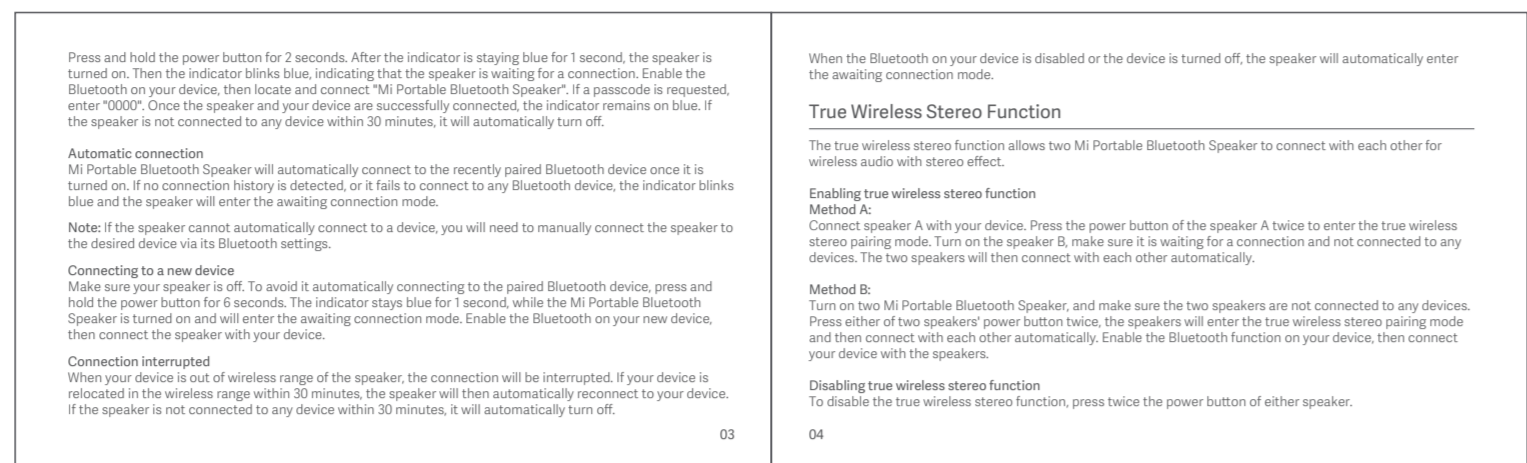 Press and hold the power button for 2 seconds. After the indicator is staying blue for 1 second, the speaker is
turned on. Then the indicator blinks blue, indicating that the speaker is waiting for a connection. Enable the
Bluetooth on your device, then locate and connect "Mi Portable Bluetooth Speaker". If a passcode is requested,
enter "0000". Once the speaker and your device are successfully connected, the indicator remains on blue. If
the speaker is not connected to any device within 30 minutes, it will automatically turn off.
Automatic connection
Mi Portable Bluetooth Speaker will automatically connect to the recently paired Bluetooth device once it is
turned on. If no connection history is detected, or it fails to connect to any Bluetooth device, the indicator blinks
blue and the speaker will enter the awaiting connection mode.
Note: If the speaker cannot automatically connect to a device, you will need to manually connect the speaker to
the desired device via its Bluetooth settings.
Connecting to a new device
Make sure your speaker is off. To avoid it automatically connecting to the paired Bluetooth device, press and
hold the power button for 6 seconds. The indicator stays blue for 1 second, while the Mi Portable Bluetooth
Speaker is turned on and will enter the awaiting connection mode. Enable the Bluetooth on your new device,
then connect the speaker with your device.
Connection interrupted
When your device is out of wireless range of the speaker, the connection will be interrupted. If your device is
relocated in the wireless range within 30 minutes, the speaker will then automatically reconnect to your device.
If the speaker is not connected to any device within 30 minutes, it will automatically turn off.
03
When the Bluetooth on your device is disabled or the device is turned off, the speaker will automatically enter
the awaiting connection mode.
True Wireless Stereo Function
The true wireless stereo function allows two Mi Portable Bluetooth Speaker to connect with each other for
wireless audio with stereo effect.
Enabling true wireless stereo function
Method A:
Connect speaker A with your device. Press the power button of the speaker A twice to enter the true wireless
stereo pairing mode. Turn on the speaker B, make sure it is waiting for a connection and not connected to any
devices. The two speakers will then connect with each other automatically.
Method B:
Turn on two Mi Portable Bluetooth Speaker, and make sure the two speakers are not connected to any devices.
Press either of two speakers' power button twice, the speakers will enter the true wireless stereo pairing mode
and then connect with each other automatically. Enable the Bluetooth function on your device, then connect
your device with the speakers.
Disabling true wireless stereo function
To disable the true wireless stereo function, press twice the power button of either speaker.
04